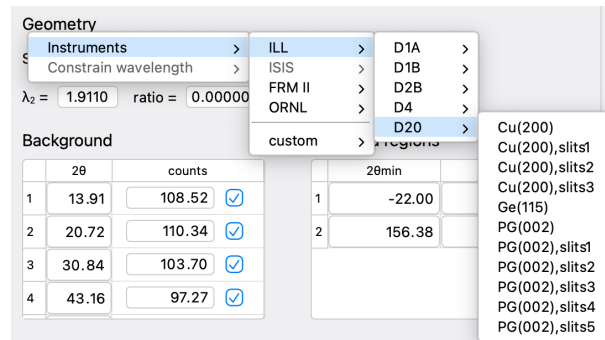 Geometry
Instruments > ILL > D1A >
Constrain wavelength > ISIS > D1B >
FRM II > D2B >
λ₂ = 1.9110 ratio = 0.00000 ORNL > D4 >
D20 >
Background custom >
Cu(200)
Cu(200),slits1
2θ counts 2θmin Cu(200),slits2
Cu(200),slits3
1 13.91 108.52 1 -22.00 Ge(115)
PG(002)
2 20.72 110.34 2 156.38 PG(002),slits1
PG(002),slits2
3 30.84 103.70 PG(002),slits3
PG(002),slits4
4 43.16 97.27 PG(002),slits5